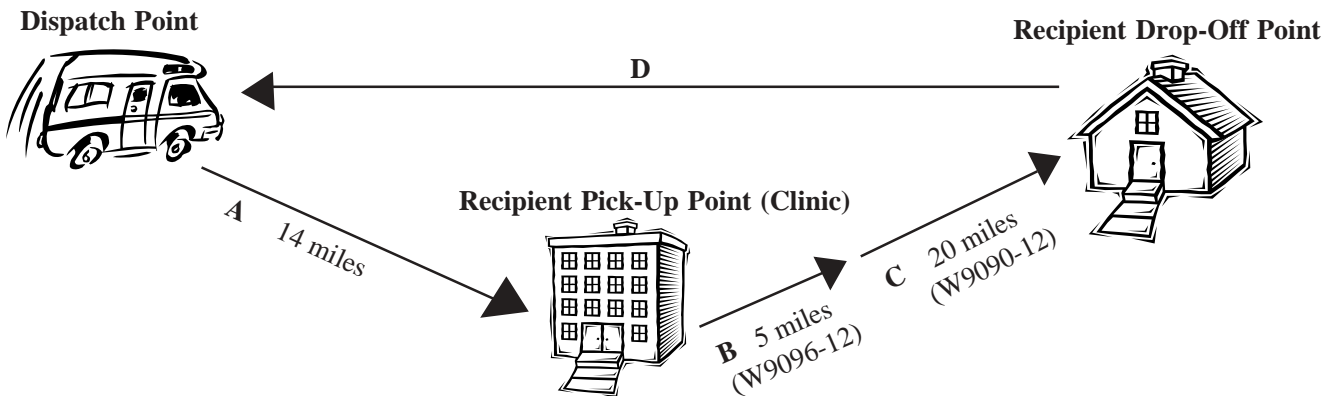 Dispatch Point
Recipient Drop-Off Point
D
Recipient Pick-Up Point (Clinic)
A 14 miles
B 5 miles
(W9096-12)
C 20 miles
(W9090-12)